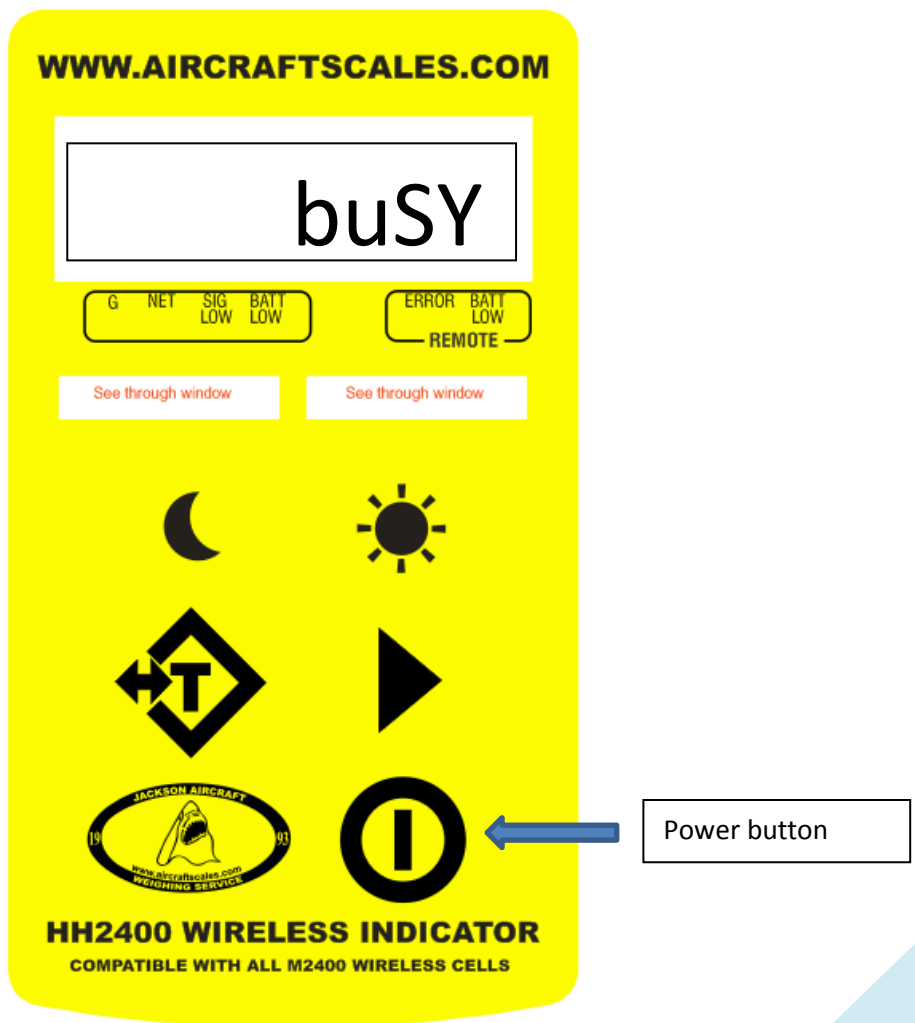 WWW.AIRCRAFTSCALES.COM
buSY
G NET SIG LOW BATT LOW
ERROR BATT LOW
REMOTE
See through window See through window
T
JACKSON AIRCRAFT
19 93
www.aircraftscales.com
WEIGHING SERVICE
Power button
HH2400 WIRELESS INDICATOR
COMPATIBLE WITH ALL M2400 WIRELESS CELLS